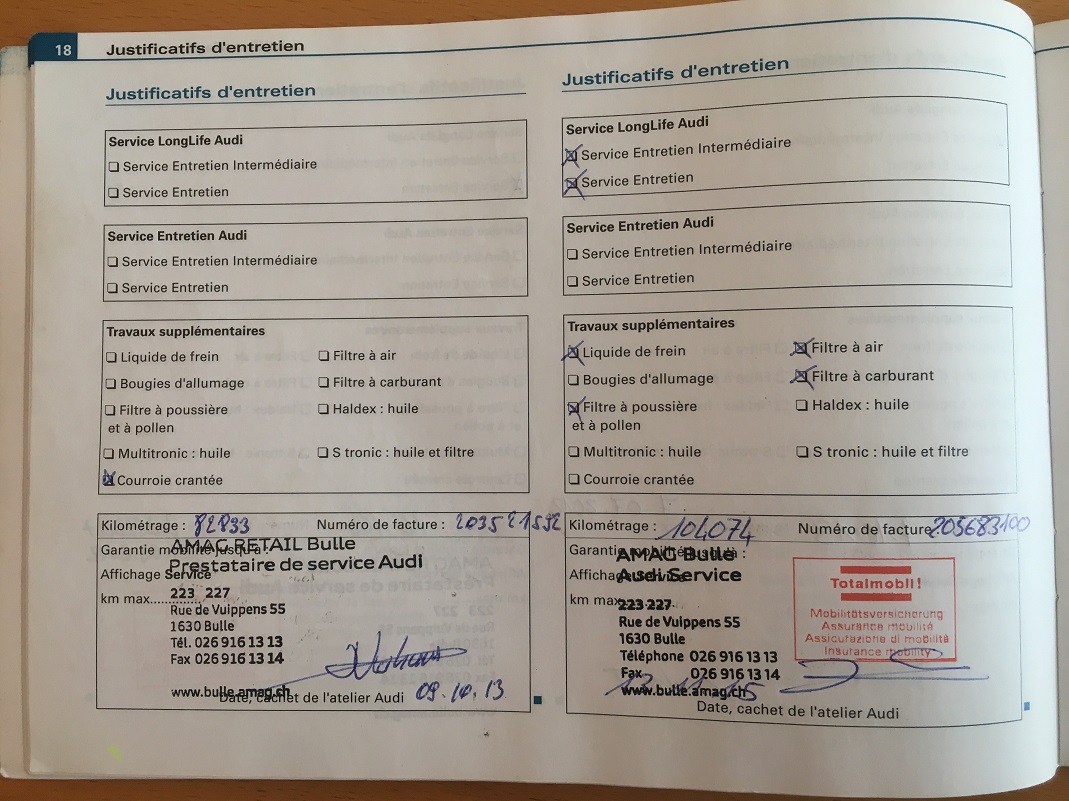 18 Justificatifs d'entretien
Justificatifs d'entretien
Service LongLife Audi
❏ Service Entretien Intermédiaire
❏ Service Entretien
Service Entretien Audi
❏ Service Entretien Intermédiaire
❏ Service Entretien
Travaux supplémentaires
❏ Liquide de frein ❏ Filtre à air
❏ Bougies d'allumage ❏ Filtre à carburant
❏ Filtre à poussière ❏ Haldex : huile
et à pollen
❏ Multitronic : huile ❏ S tronic : huile et filtre
☒ Courroie crantée
Kilométrage : 82833 Numéro de facture : 203521592
Garantie mobilité jusqu'à :
AMAG RETAIL Bulle
Prestataire de service Audi
Affichage Service
km max.
223 227
Rue de Vuippens 55
1630 Bulle
Tél. 026 916 13 13
Fax 026 916 13 14
www.bulle.amag.ch
Date, cachet de l'atelier Audi 09.10.13
Justificatifs d'entretien
Service LongLife Audi
☒ Service Entretien Intermédiaire
☒ Service Entretien
Service Entretien Audi
❏ Service Entretien Intermédiaire
❏ Service Entretien
Travaux supplémentaires
☒ Liquide de frein ☒ Filtre à air
❏ Bougies d'allumage ☒ Filtre à carburant
☒ Filtre à poussière ❏ Haldex : huile
et à pollen
❏ Multitronic : huile ❏ S tronic : huile et filtre
❏ Courroie crantée
Kilométrage : 104074 Numéro de facture 205683100
Garantie mobilité jusqu'à :
AMAG Bulle
Affichage Service
Audi Service
km max
223 227
Rue de Vuippens 55
1630 Bulle
Téléphone 026 916 13 13
Fax 026 916 13 14
www.bulle.amag.ch
Totalmobil!
Mobilitätsversicherung
Assurance mobilité
Assicurazione di mobilità
Insurance mobility
Date, cachet de l'atelier Audi